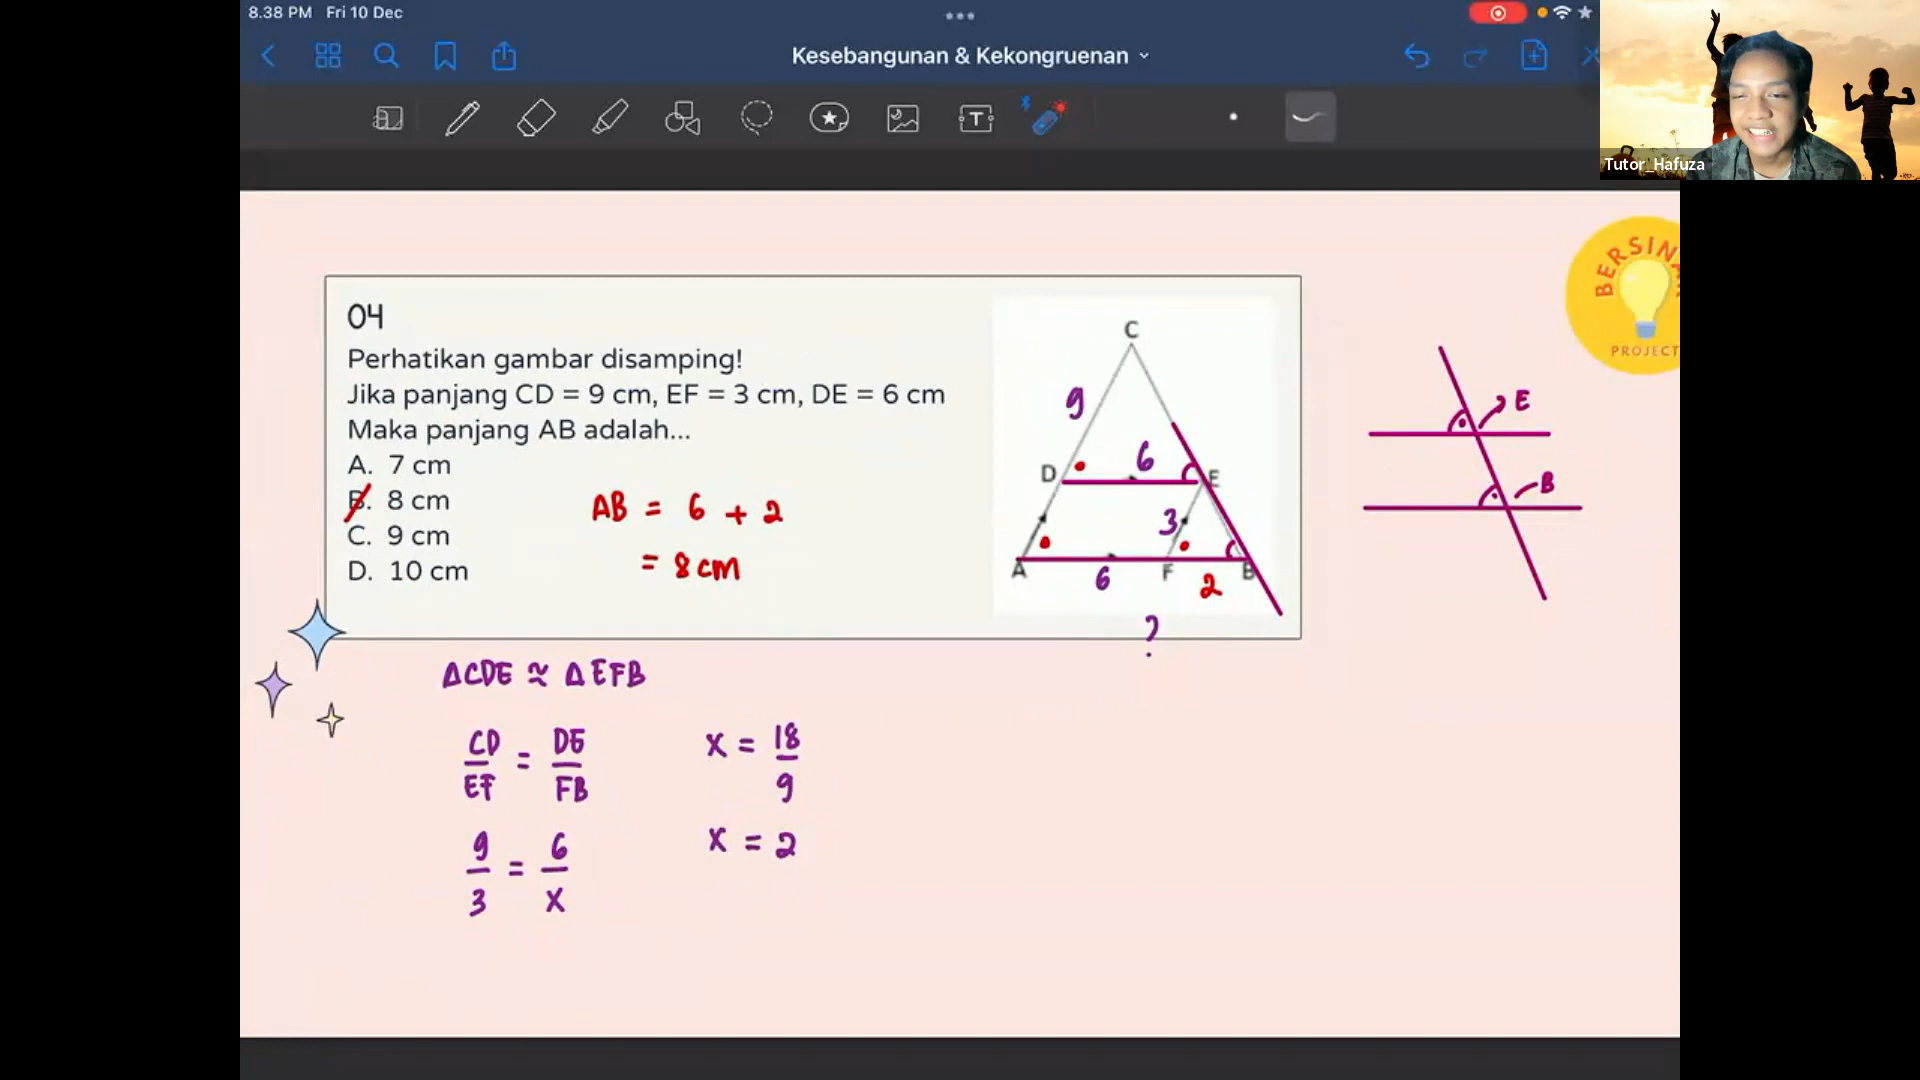 8.38 PM Fri 10 Dec
Kesebangunan & Kekongruenan
Tutor_Hafuza
BERSINA
PROJECT
04
Perhatikan gambar disamping!
Jika panjang CD = 9 cm, EF = 3 cm, DE = 6 cm
Maka panjang AB adalah...
A. 7 cm
B. 8 cm
C. 9 cm
D. 10 cm
AB = 6 + 2
= 8 cm
C
9
D
6
E
3
A
6
F
2
B
?
E
B
ΔCDE ≈ ΔEFB
CD/EF = DE/FB
9/3 = 6/x
x = 18/9
x = 2